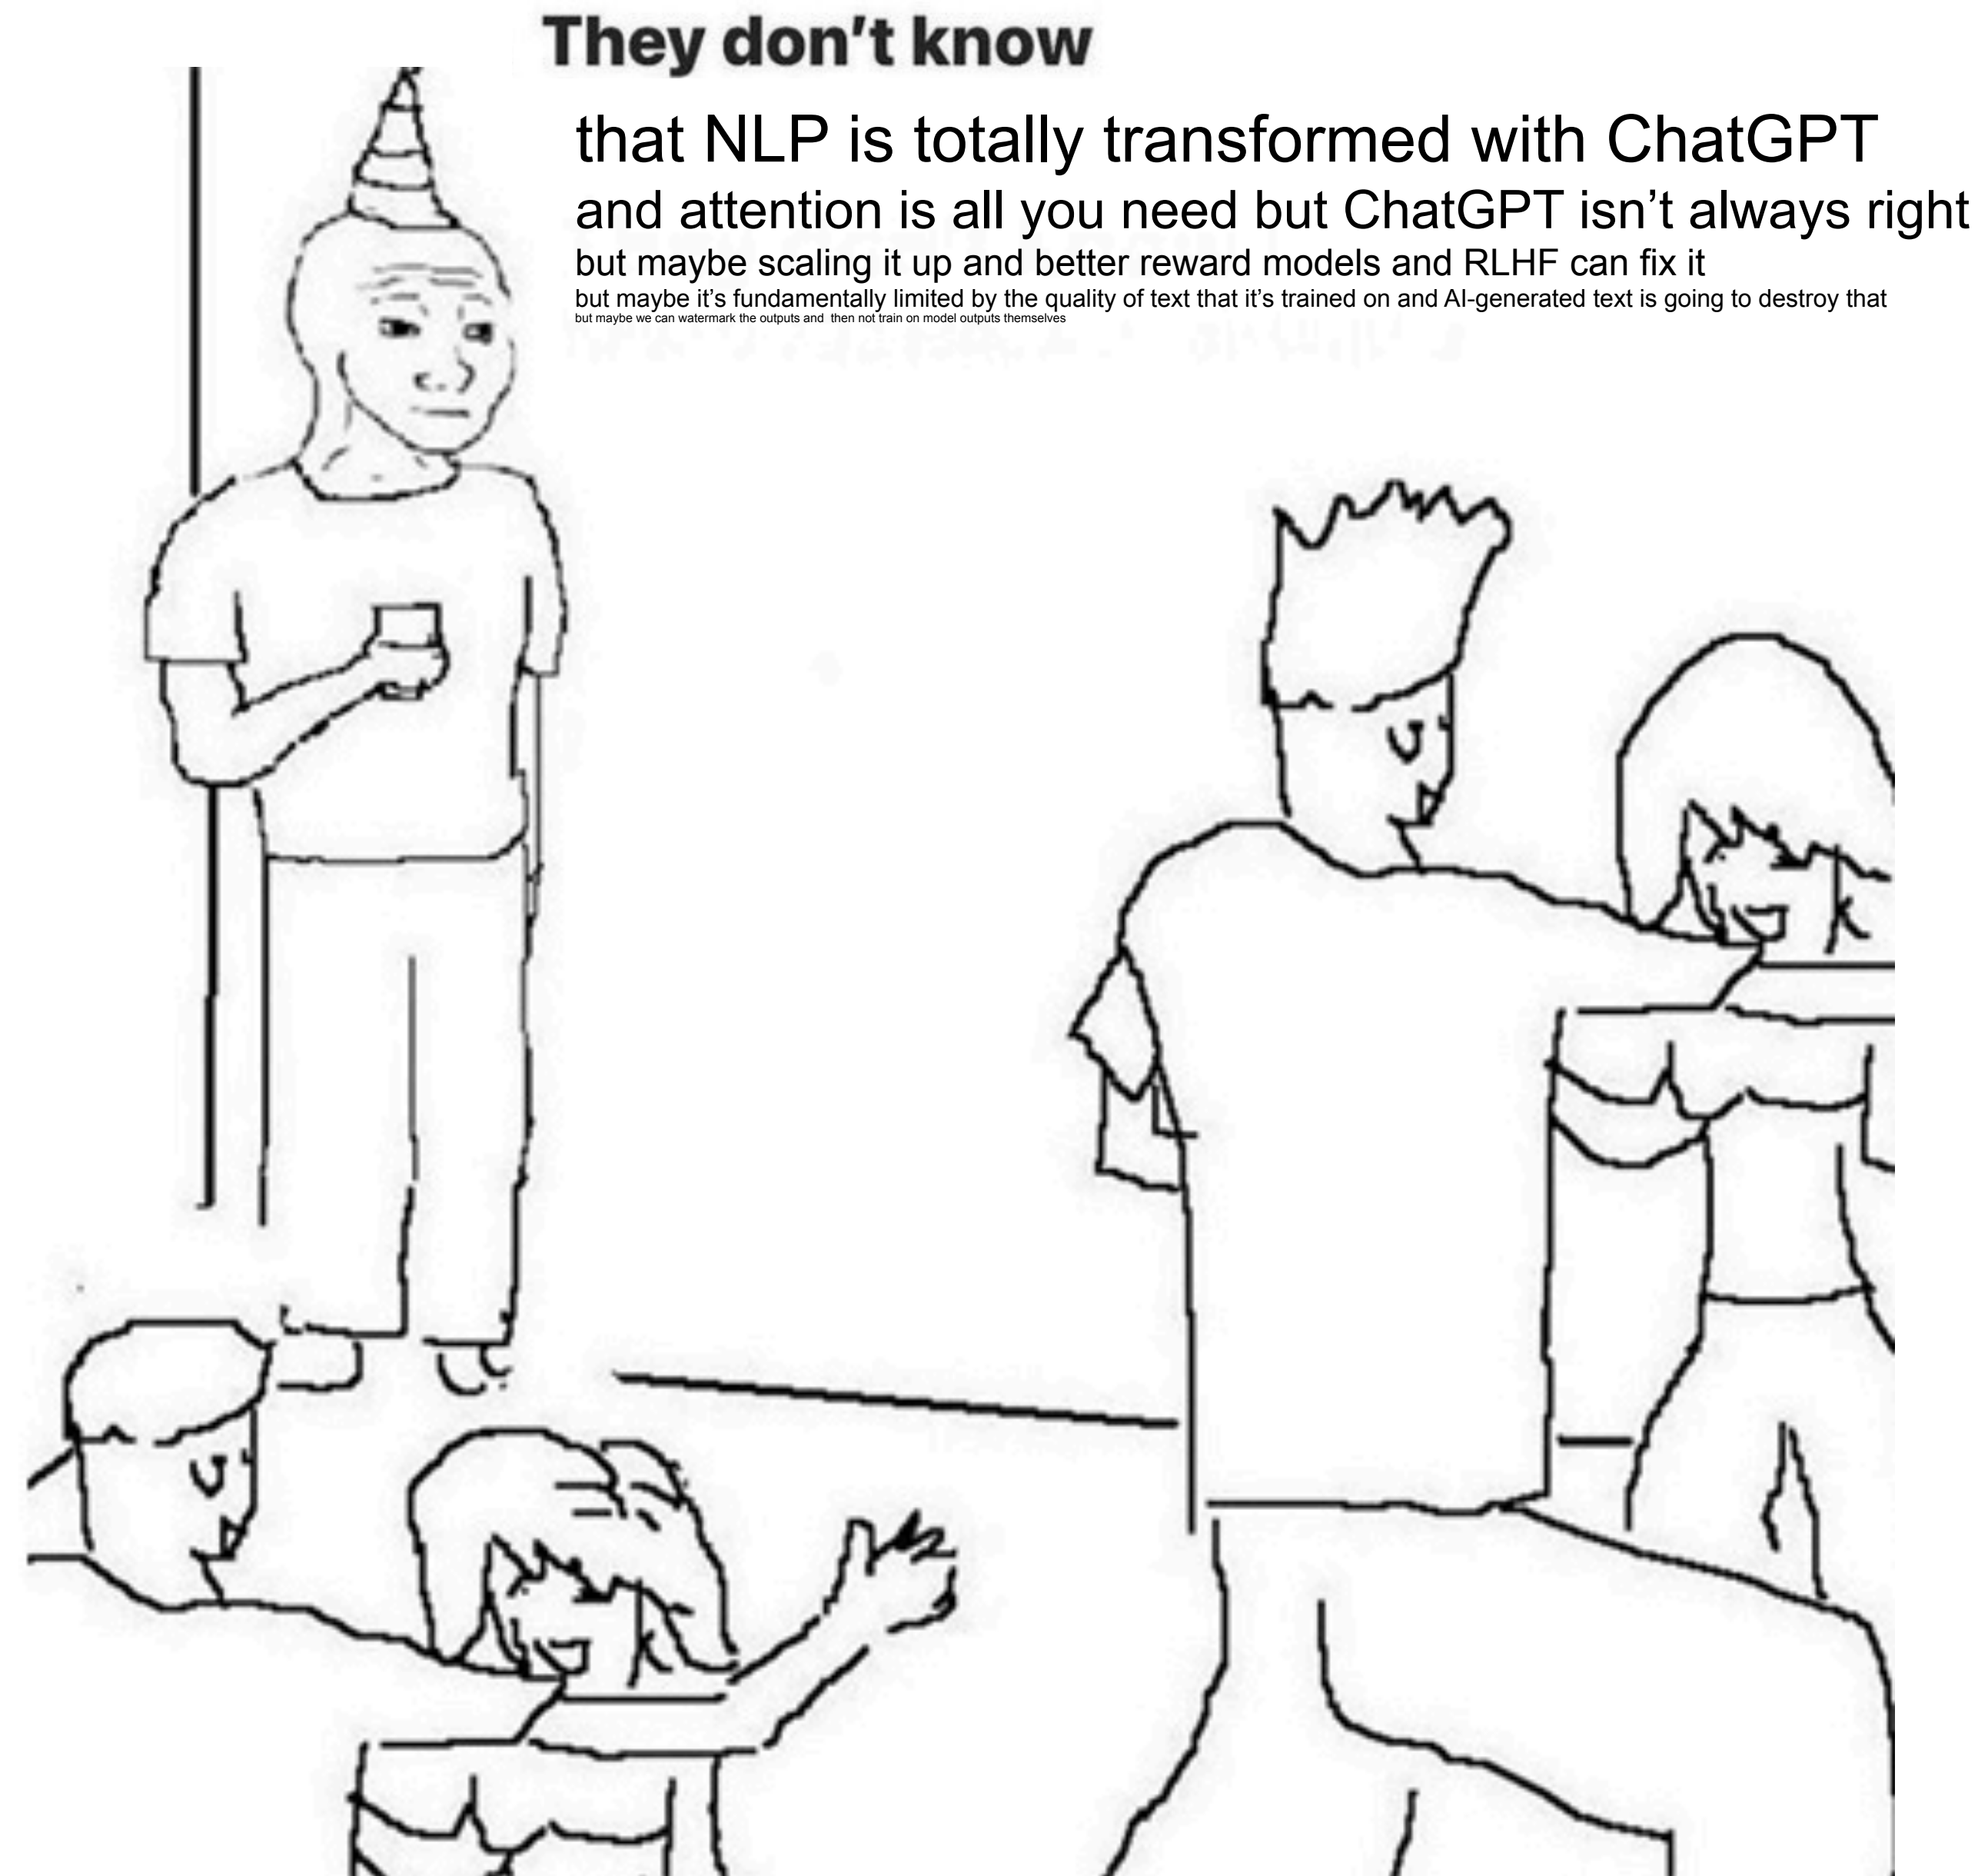 They don't know
that NLP is totally transformed with ChatGPT
and attention is all you need but ChatGPT isn't always right
but maybe scaling it up and better reward models and RLHF can fix it
but maybe it's fundamentally limited by the quality of text that it's trained on and AI-generated text is going to destroy that
but maybe we can watermark the outputs and then not train on model outputs themselves